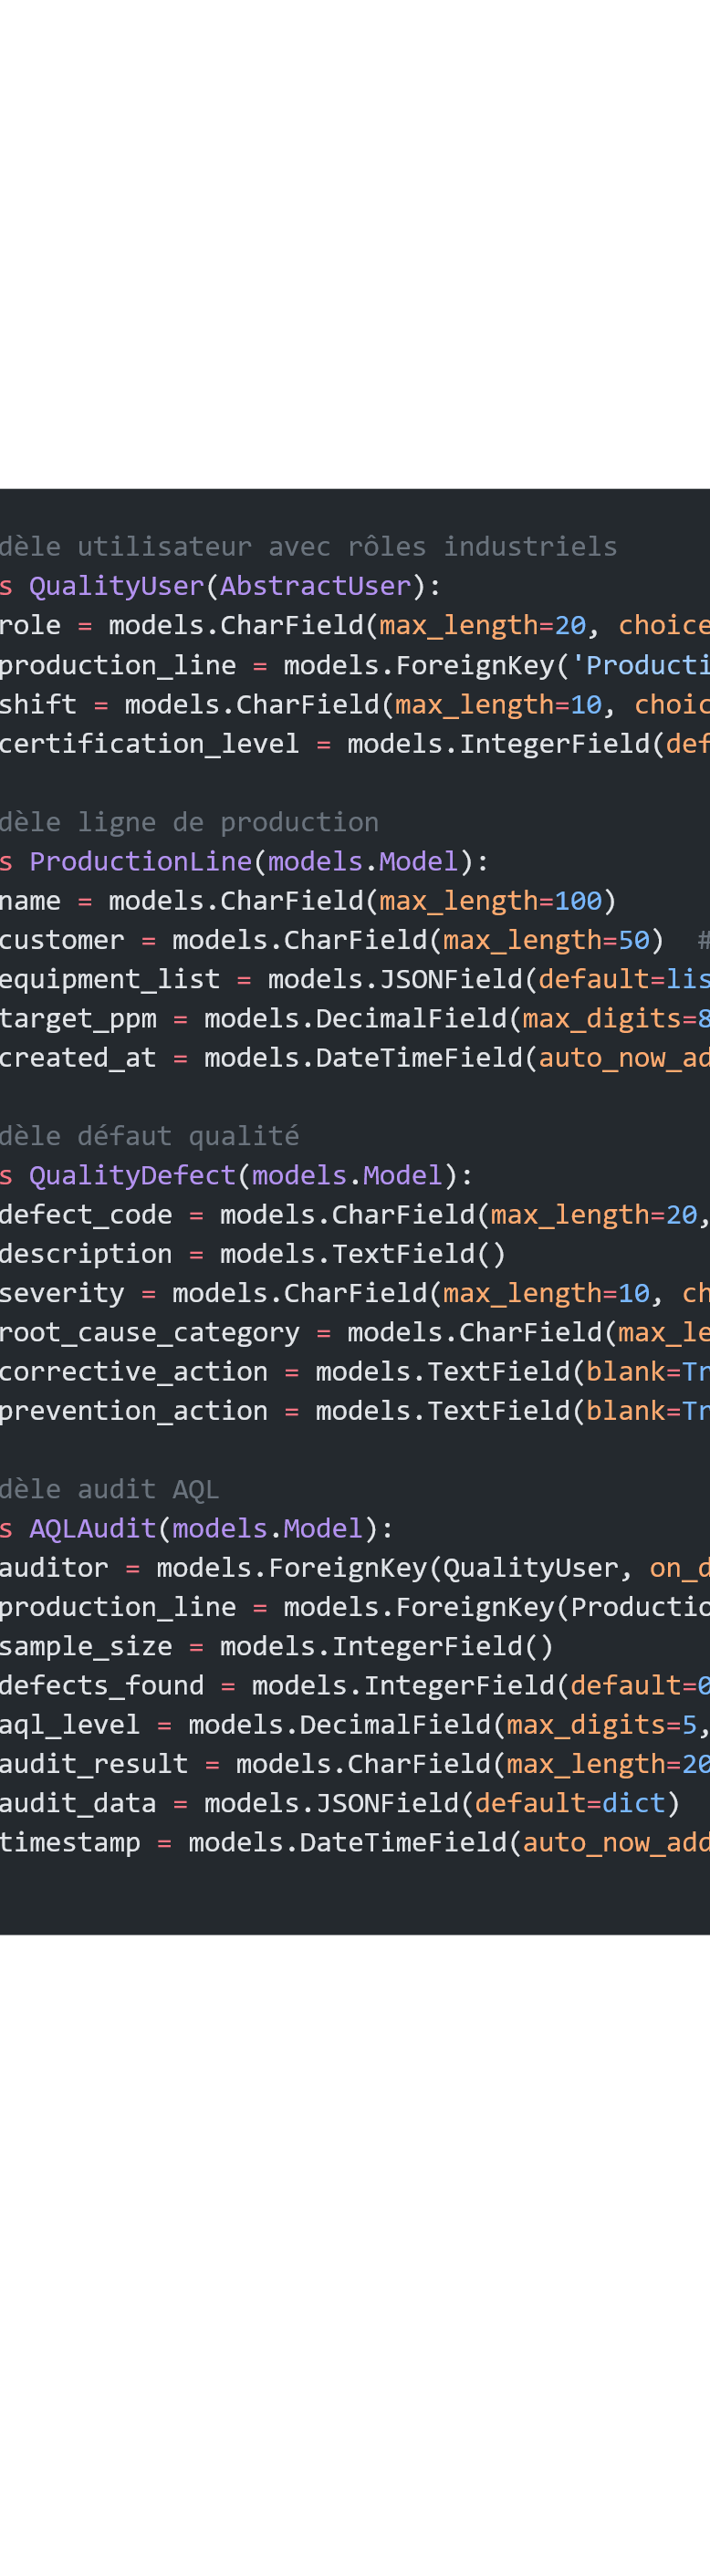 dèle utilisateur avec rôles industriels
s QualityUser(AbstractUser):
role = models.CharField(max_length=20, choice
production_line = models.ForeignKey('Producti
shift = models.CharField(max_length=10, choic
certification_level = models.IntegerField(def
dèle ligne de production
s ProductionLine(models.Model):
name = models.CharField(max_length=100)
customer = models.CharField(max_length=50)  #
equipment_list = models.JSONField(default=lis
target_ppm = models.DecimalField(max_digits=8
created_at = models.DateTimeField(auto_now_ad
dèle défaut qualité
s QualityDefect(models.Model):
defect_code = models.CharField(max_length=20,
description = models.TextField()
severity = models.CharField(max_length=10, ch
root_cause_category = models.CharField(max_le
corrective_action = models.TextField(blank=Tr
prevention_action = models.TextField(blank=Tr
dèle audit AQL
s AQLAudit(models.Model):
auditor = models.ForeignKey(QualityUser, on_d
production_line = models.ForeignKey(Productio
sample_size = models.IntegerField()
defects_found = models.IntegerField(default=0
aql_level = models.DecimalField(max_digits=5,
audit_result = models.CharField(max_length=20
audit_data = models.JSONField(default=dict)
timestamp = models.DateTimeField(auto_now_add